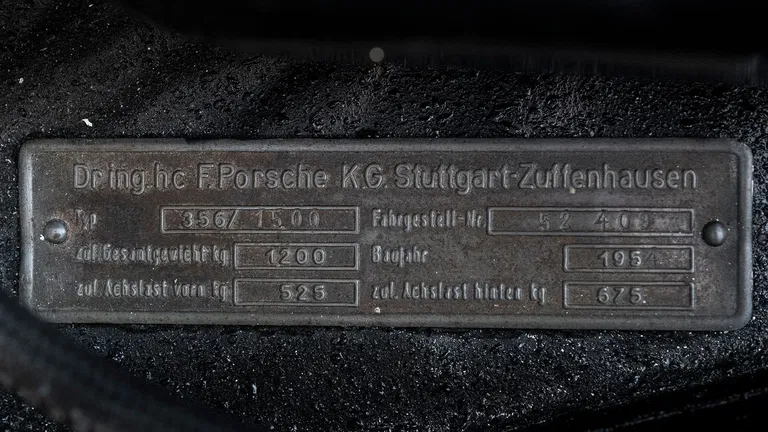 Dr.ing.hc F.Porsche K.G. Stuttgart-Zuffenhausen
Typ 356/ 1500 Fahrgestell-Nr.
zul. Gesamtgewicht kg 1200 Baujahr 1954
zul. Achslast vorn kg 525 zul. Achslast hinten kg 675